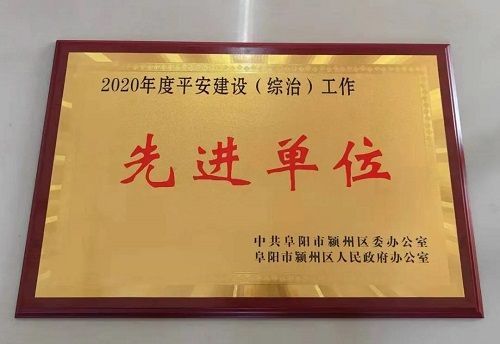 2020年度平安建设（综治）工作
先进单位
中共阜阳市颍州区委办公室
阜阳市颍州区人民政府办公室